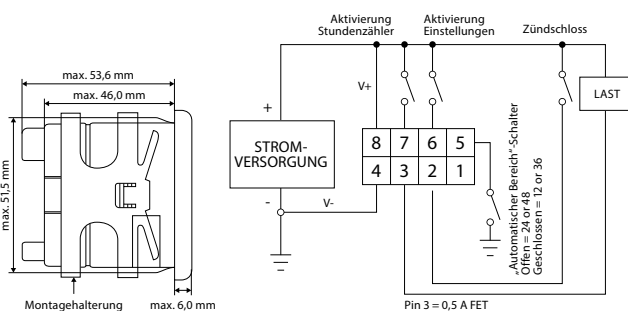 max. 53,6 mm
max. 46,0 mm
max. 51,5 mm
Montagehalterung
max. 6,0 mm
Aktivierung
Stundenzähler
Aktivierung
Einstellungen
Zündschloss
V+
LAST
+
STROM-
VERSORGUNG
-
V-
8 7 6 5
4 3 2 1
„Automatischer Bereich“-Schalter
Offen = 24 or 48
Geschlossen = 12 or 36
Pin 3 = 0,5 A FET